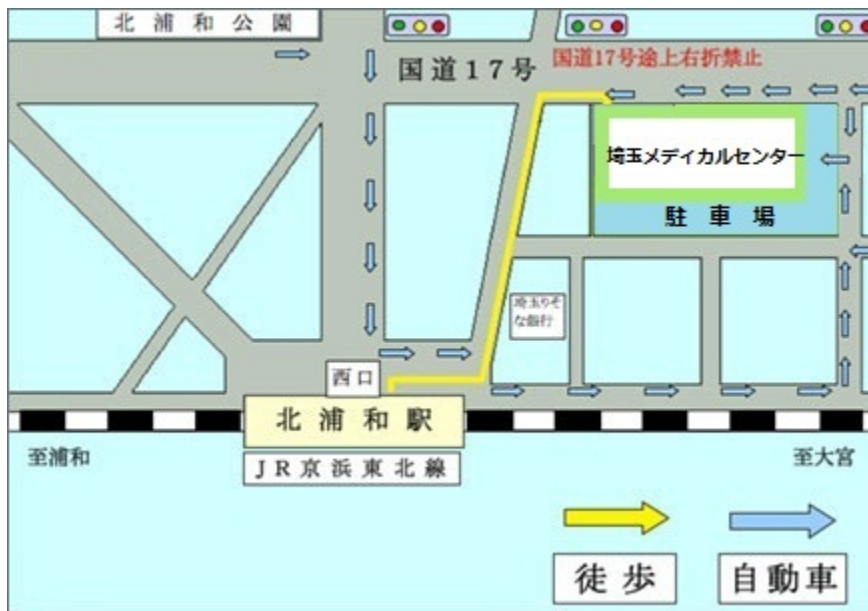 北浦和公園
国道17号
国道17号途上右折禁止
埼玉メディカルセンター
駐車場
埼玉りそ
な銀行
西口
北浦和駅
至浦和
JR京浜東北線
至大宮
徒歩
自動車